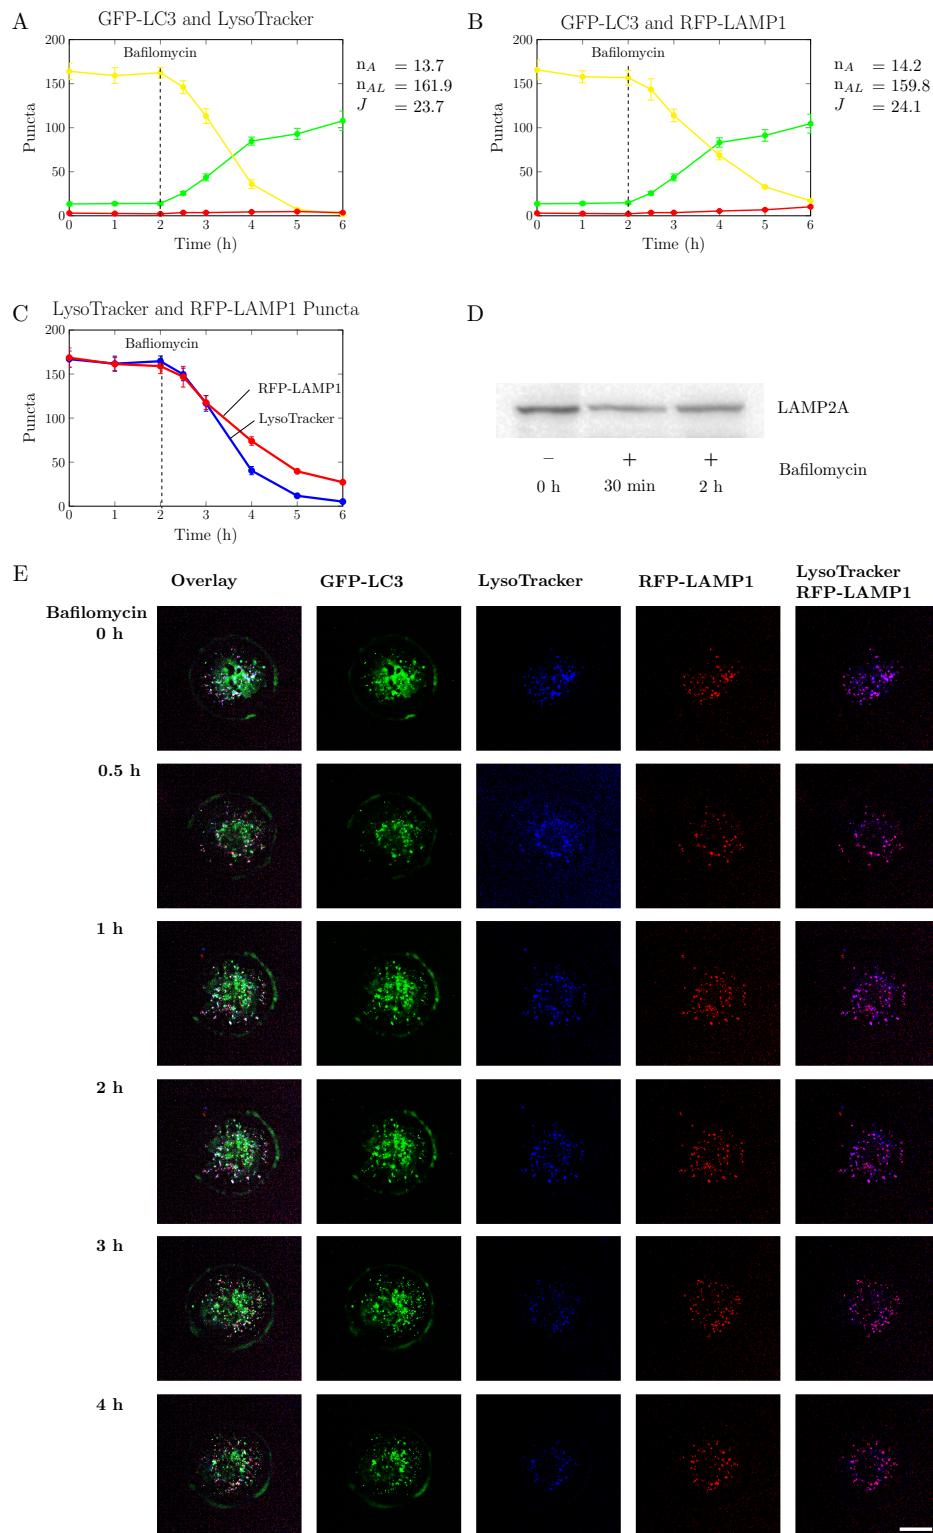 A
GFP-LC3 and LysoTracker
200
150
100
50
0
Puncta
Bafilomycin
0 1 2 3 4 5 6
Time (h)
n_A = 13.7
n_AL = 161.9
J = 23.7
B
GFP-LC3 and RFP-LAMP1
200
150
100
50
0
Puncta
Bafilomycin
0 1 2 3 4 5 6
Time (h)
n_A = 14.2
n_AL = 159.8
J = 24.1
C
LysoTracker and RFP-LAMP1 Puncta
200
150
100
50
0
Puncta
Bafliomycin
RFP-LAMP1
LysoTracker
0 1 2 3 4 5 6
Time (h)
D
LAMP2A
– + +
Bafilomycin
0 h 30 min 2 h
E
Overlay GFP-LC3 LysoTracker RFP-LAMP1 LysoTracker
RFP-LAMP1
Bafilomycin
0 h
0.5 h
1 h
2 h
3 h
4 h